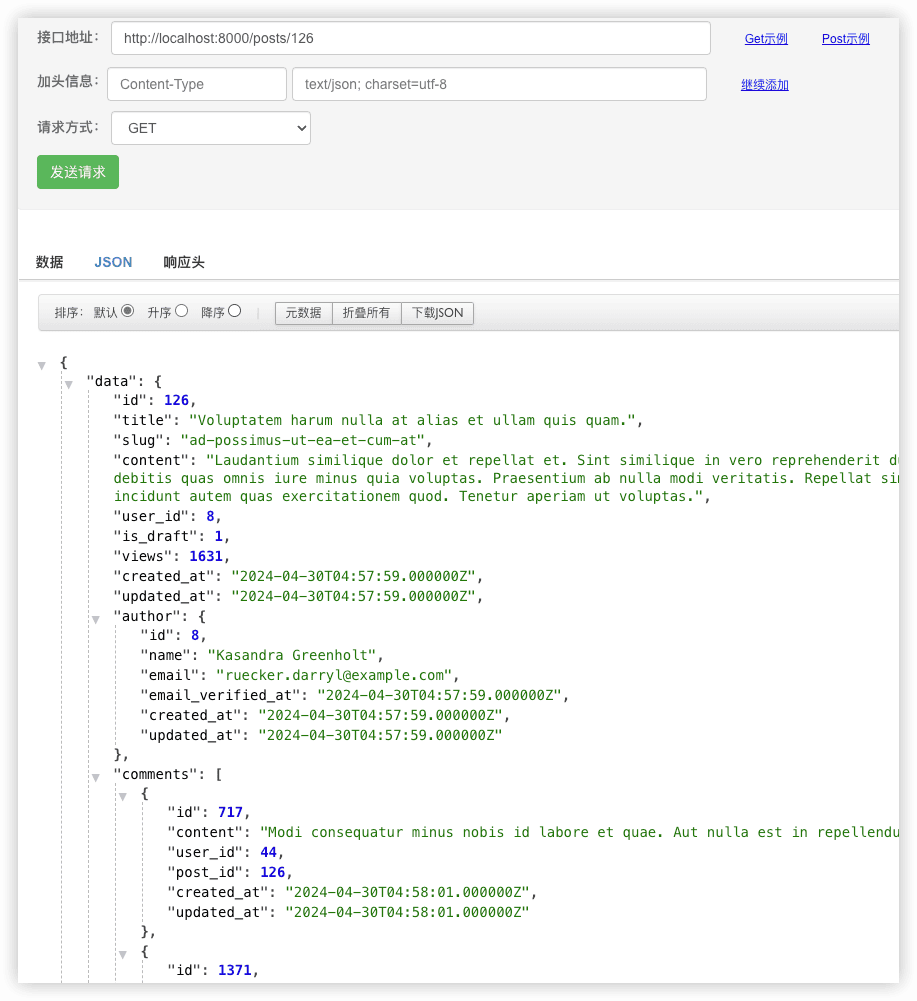 接口地址： http://localhost:8000/posts/126 Get示例 Post示例
加头信息： Content-Type text/json; charset=utf-8 继续添加
请求方式： GET
发送请求
数据 JSON 响应头
排序： 默认 升序 降序 | 元数据 折叠所有 下载JSON
{
"data": {
"id": 126,
"title": "Voluptatem harum nulla at alias et ullam quis quam.",
"slug": "ad-possimus-ut-ea-et-cum-at",
"content": "Laudantium similique dolor et repellat et. Sint similique in vero reprehenderit
debitis quas omnis iure minus quia voluptas. Praesentium ab nulla modi veritatis. Repellat
incidunt autem quas exercitationem quod. Tenetur aperiam ut voluptas.",
"user_id": 8,
"is_draft": 1,
"views": 1631,
"created_at": "2024-04-30T04:57:59.000000Z",
"updated_at": "2024-04-30T04:57:59.000000Z",
"author": {
"id": 8,
"name": "Kasandra Greenholt",
"email": "ruecker.darryl@example.com",
"email_verified_at": "2024-04-30T04:57:59.000000Z",
"created_at": "2024-04-30T04:57:59.000000Z",
"updated_at": "2024-04-30T04:57:59.000000Z"
},
"comments": [
{
"id": 717,
"content": "Modi consequatur minus nobis id labore et quae. Aut nulla est in repellendu
"user_id": 44,
"post_id": 126,
"created_at": "2024-04-30T04:58:01.000000Z",
"updated_at": "2024-04-30T04:58:01.000000Z"
},
{
"id": 1371,